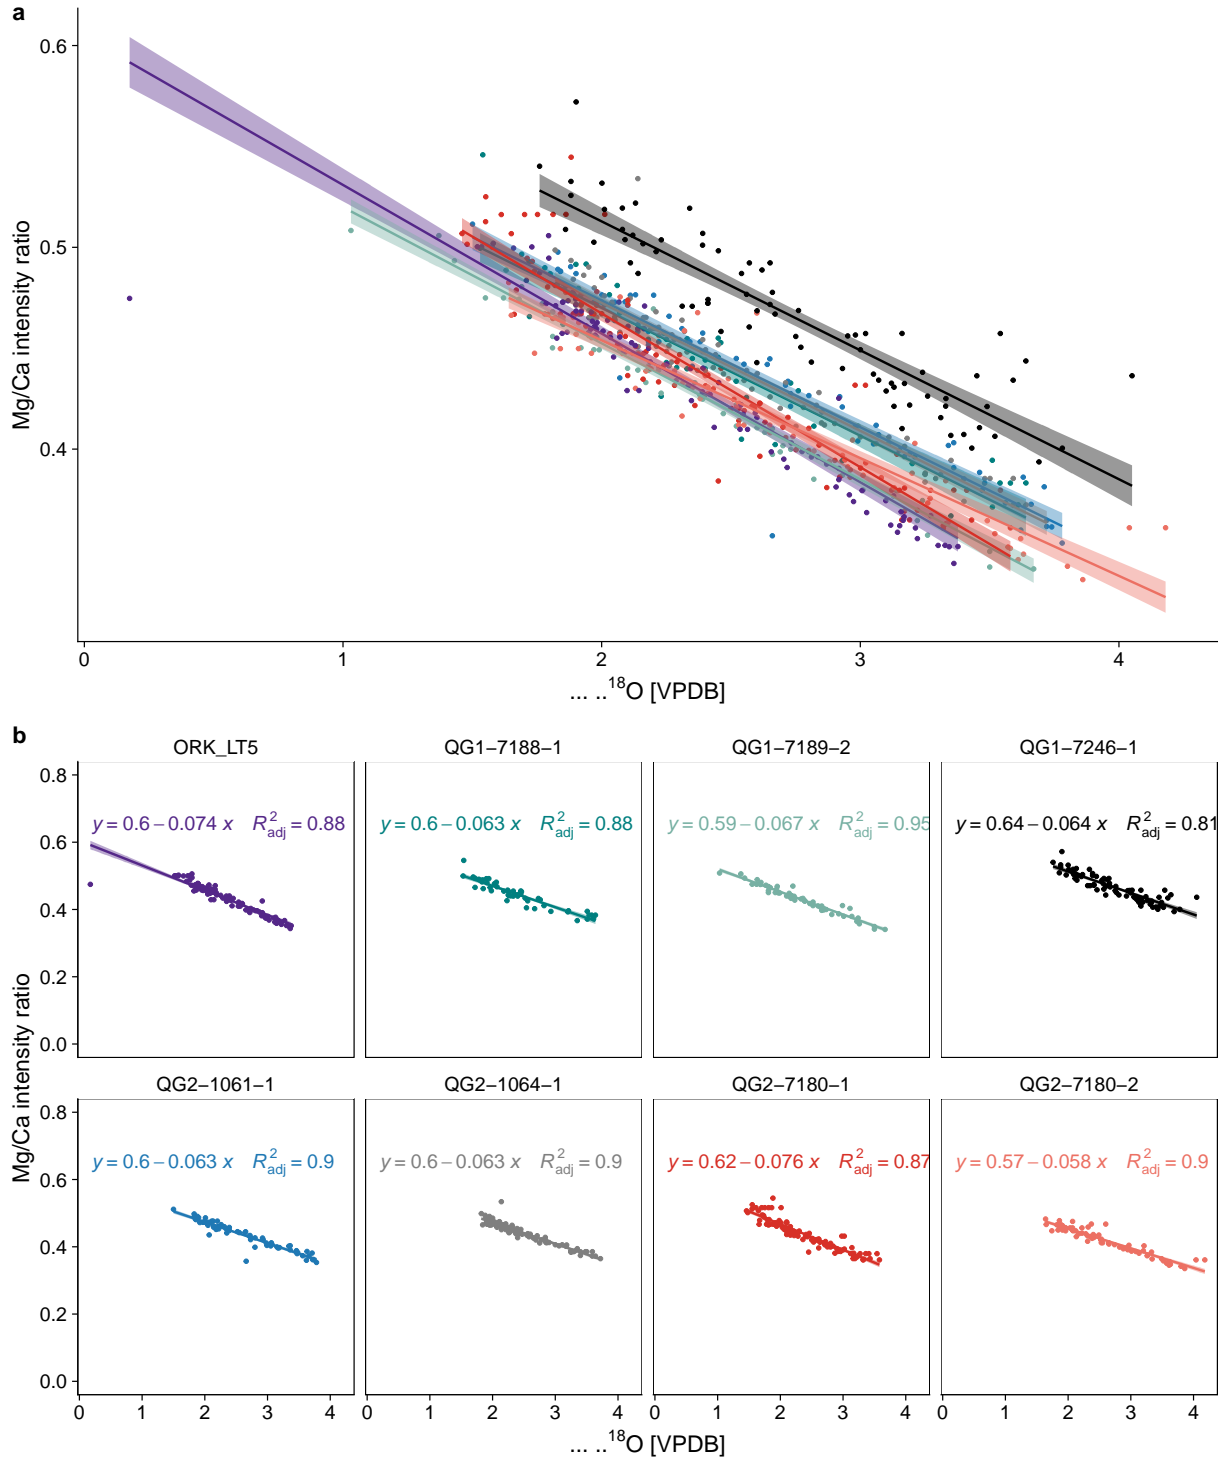 a
0.6
0.5
0.4
Mg/Ca intensity ratio
0 1 2 3 4
... ..¹⁸O [VPDB]
b
ORK_LT5 QG1−7188−1 QG1−7189−2 QG1−7246−1
y = 0.6 − 0.074 x R²adj = 0.88 y = 0.6 − 0.063 x R²adj = 0.88 y = 0.59 − 0.067 x R²adj = 0.95 y = 0.64 − 0.064 x R²adj = 0.81
0.8
0.6
0.4
0.2
0.0
Mg/Ca intensity ratio
QG2−1061−1 QG2−1064−1 QG2−7180−1 QG2−7180−2
y = 0.6 − 0.063 x R²adj = 0.9 y = 0.6 − 0.063 x R²adj = 0.9 y = 0.62 − 0.076 x R²adj = 0.87 y = 0.57 − 0.058 x R²adj = 0.9
0.8
0.6
0.4
0.2
0.0
0 1 2 3 4 0 1 2 3 4 0 1 2 3 4 0 1 2 3 4
... ..¹⁸O [VPDB]